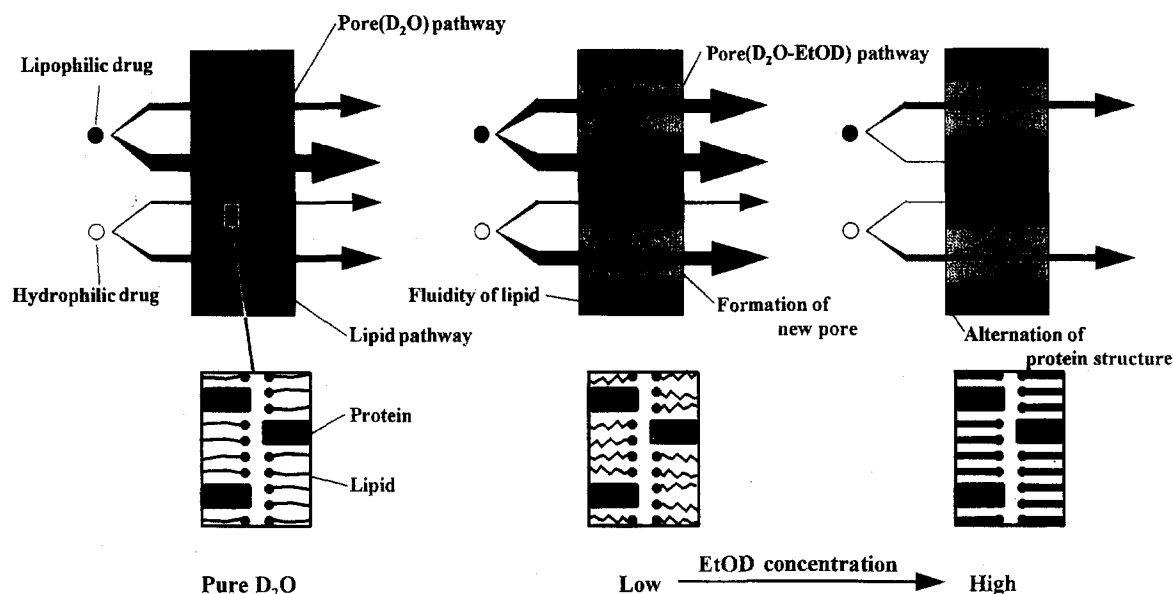 Pore(D₂O) pathway
Lipophilic drug
Pore(D₂O-EtOD) pathway
Hydrophilic drug
Lipid pathway
Fluidity of lipid
Formation of
new pore
Alternation of
protein structure
Protein
Lipid
Pure D₂O
Low
EtOD concentration
High